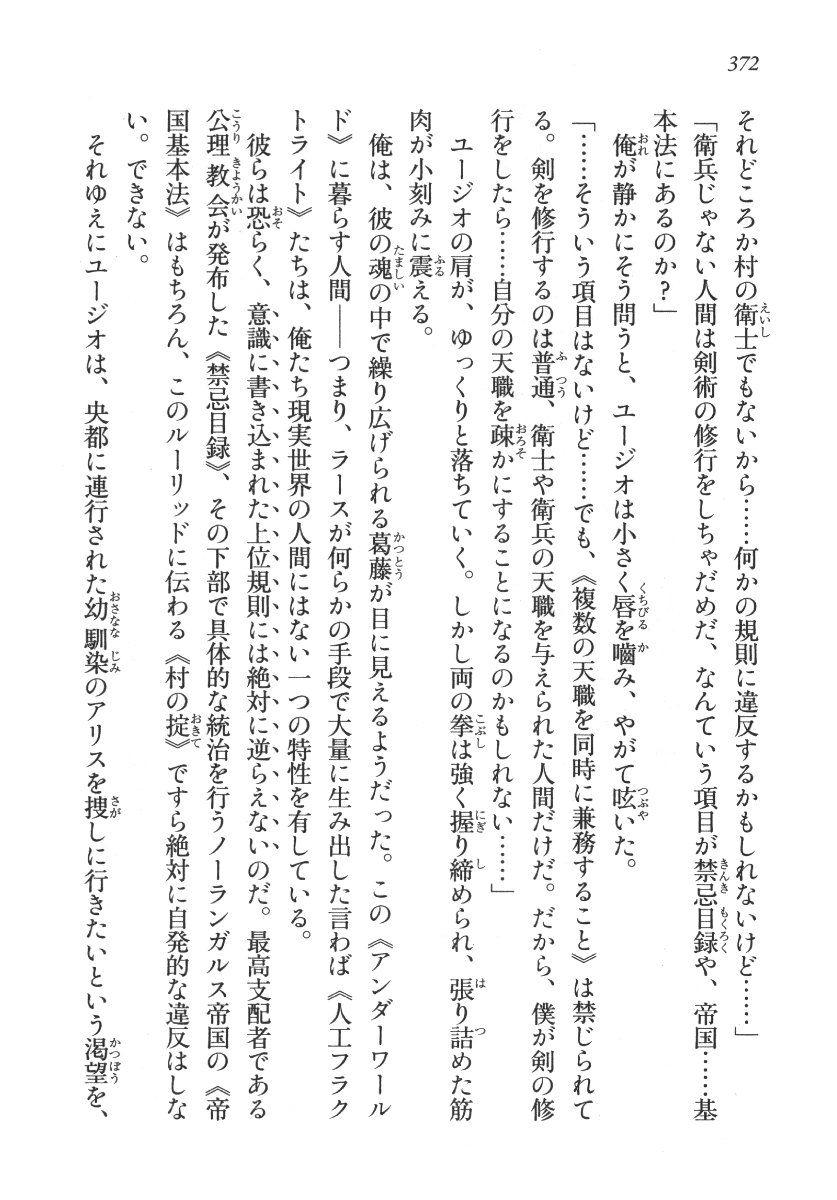 372
それどころか村の衛士でもないから……何かの規則に違反するかもしれないけど……」
「衛兵じゃない人間は剣術の修行をしちゃだめだ、なんていう項目が禁忌目録や、帝国……基
本法にあるのか？」
俺が静かにそう問うと、ユージオは小さく唇を嚙み、やがて呟いた。
「……そういう項目はないけど……でも、《複数の天職を同時に兼務すること》は禁じられて
る。剣を修行するのは普通、衛士や衛兵の天職を与えられた人間だけだ。だから、僕が剣の修
行をしたら……自分の天職を疎かにすることになるのかもしれない……」
ユージオの肩が、ゆっくりと落ちていく。しかし両の拳は強く握り締められ、張り詰めた筋
肉が小刻みに震える。
俺は、彼の魂の中で繰り広げられる葛藤が目に見えるようだった。この《アンダーワール
ド》に暮らす人間――つまり、ラースが何らかの手段で大量に生み出した言わば《人工フラク
トライト》たちは、俺たち現実世界の人間にはない一つの特性を有している。
彼らは恐らく、意識に書き込まれた上位規則には絶対に逆らえないのだ。最高支配者である
公理教会が発布した《禁忌目録》、その下部で具体的な統治を行うノーランガルス帝国の《帝
国基本法》はもちろん、このルーリッドに伝わる《村の掟》ですら絶対に自発的な違反はしな
い。できない。
それゆえにユージオは、央都に連行された幼馴染のアリスを捜しに行きたいという渇望を、